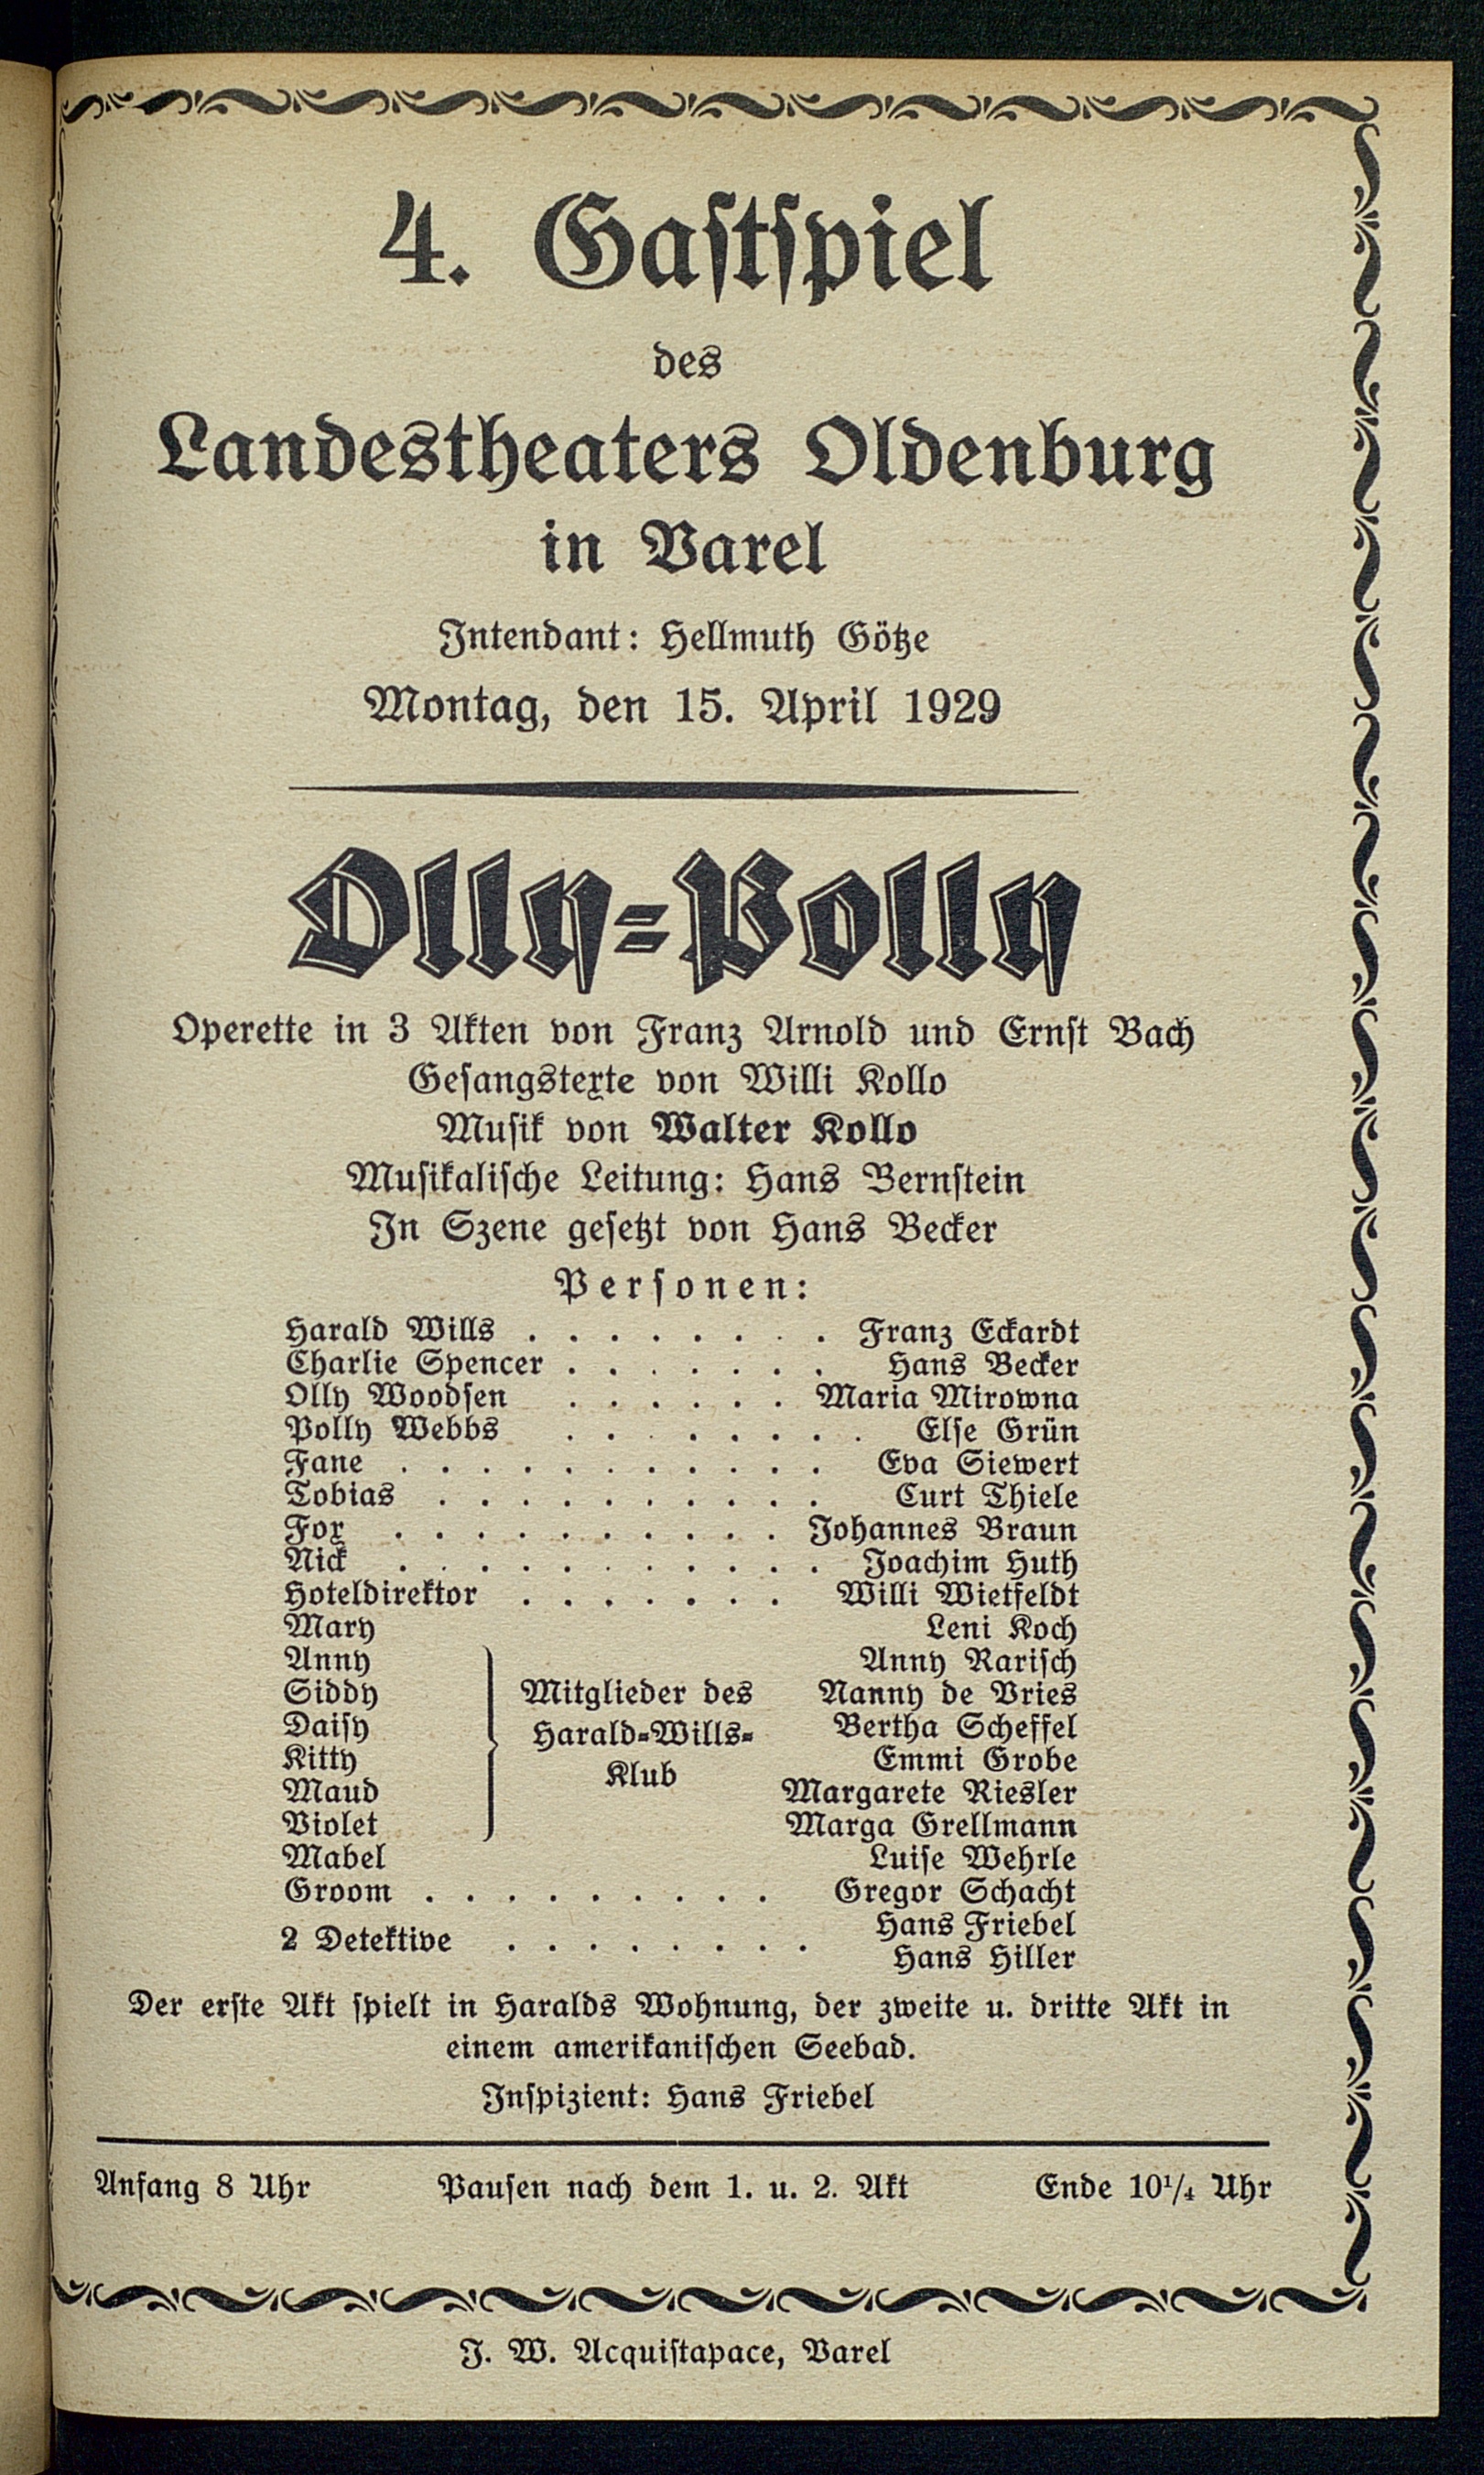 4. Gastspiel
des
Landestheaters Oldenburg
in Varel
Intendant: Hellmuth Götze
Montag, den 15. April 1929
Olly-Polly
Operette in 3 Akten von Franz Arnold und Ernst Bach
Gesangstexte von Willi Kollo
Musik von Walter Kollo
Musikalische Leitung: Hans Bernstein
In Szene gesetzt von Hans Becker
Personen:
Harald Wills . . . . . . . . Franz Eckardt
Charlie Spencer . . . . . . . Hans Becker
Olly Woodsen . . . . . . Maria Mirowna
Polly Webbs . . . . . . . . Else Grün
Fane . . . . . . . . . . . Eva Siewert
Tobias . . . . . . . . . . Curt Thiele
Fox . . . . . . . . . . Johannes Braun
Nick . . . . . . . . . . . Joachim Huth
Hoteldirektor . . . . . . . Willi Wietfeldt
Mary Leni Koch
Anny Anny Rarisch
Siddy Mitglieder des Nanny de Vries
Daisy Harald-Wills- Bertha Scheffel
Kitty Klub Emmi Grobe
Maud Margarete Riesler
Violet Marga Grellmann
Mabel Luise Wehrle
Groom . . . . . . . . . Gregor Schacht
2 Detektive . . . . . . . . Hans Friebel
Hans Hiller
Der erste Akt spielt in Haralds Wohnung, der zweite u. dritte Akt in
einem amerikanischen Seebad.
Inspizient: Hans Friebel
Anfang 8 Uhr Pausen nach dem 1. u. 2. Akt Ende 10¼ Uhr
J. W. Acquistapace, Varel